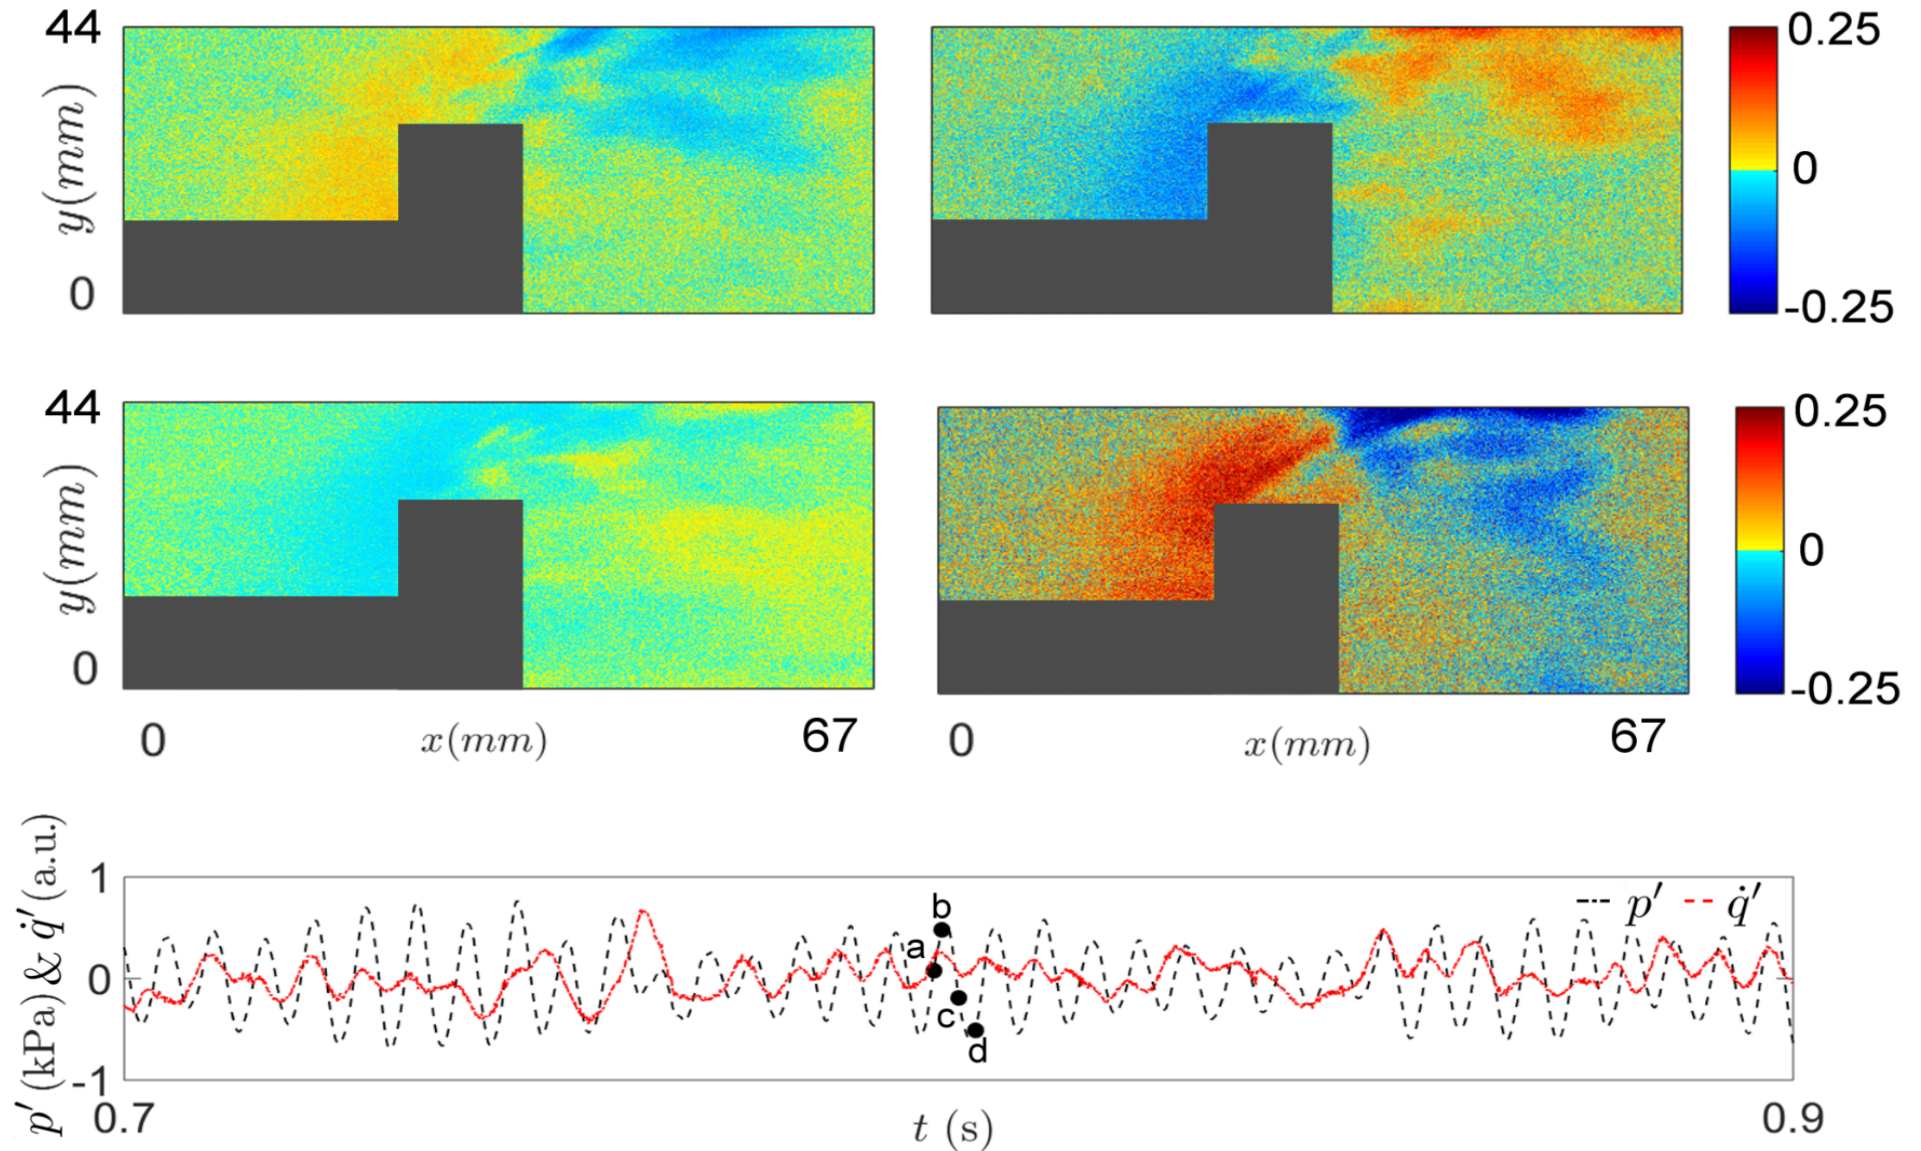 44
0.25
y(mm)
0
0
-0.25
44
0.25
y(mm)
0
0
-0.25
0
x(mm)
67
0
x(mm)
67
p′(kPa) & q̇′(a.u.)
1
0
-1
a
b
c
d
p′
q̇′
0.7
t (s)
0.9